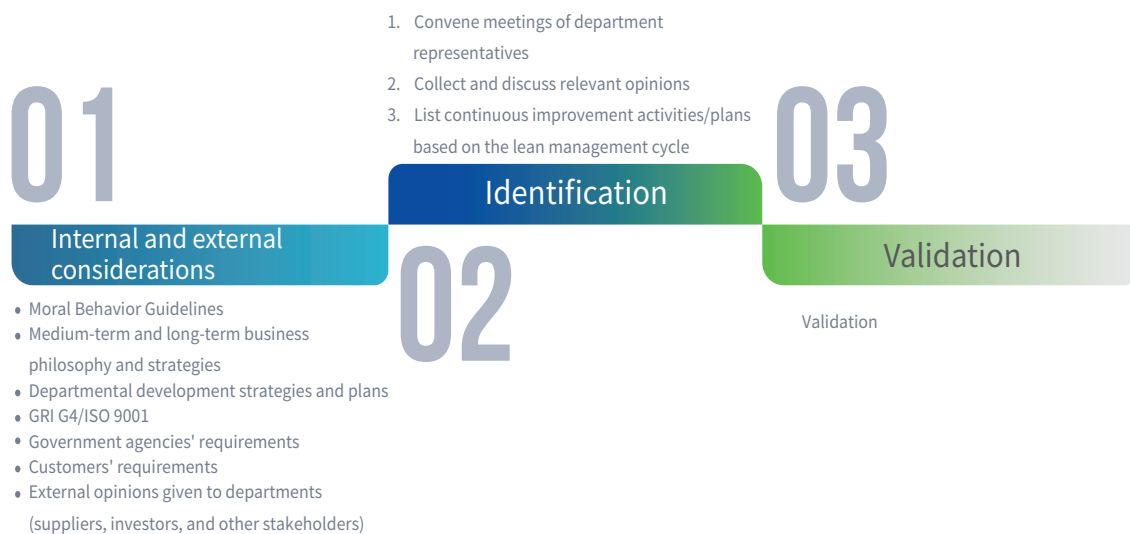 01
Internal and external
considerations
• Moral Behavior Guidelines
• Medium-term and long-term business
philosophy and strategies
• Departmental development strategies and plans
• GRI G4/ISO 9001
• Government agencies' requirements
• Customers' requirements
• External opinions given to departments
(suppliers, investors, and other stakeholders)
1. Convene meetings of department
representatives
2. Collect and discuss relevant opinions
3. List continuous improvement activities/plans
based on the lean management cycle
Identification
02
03
Validation
Validation